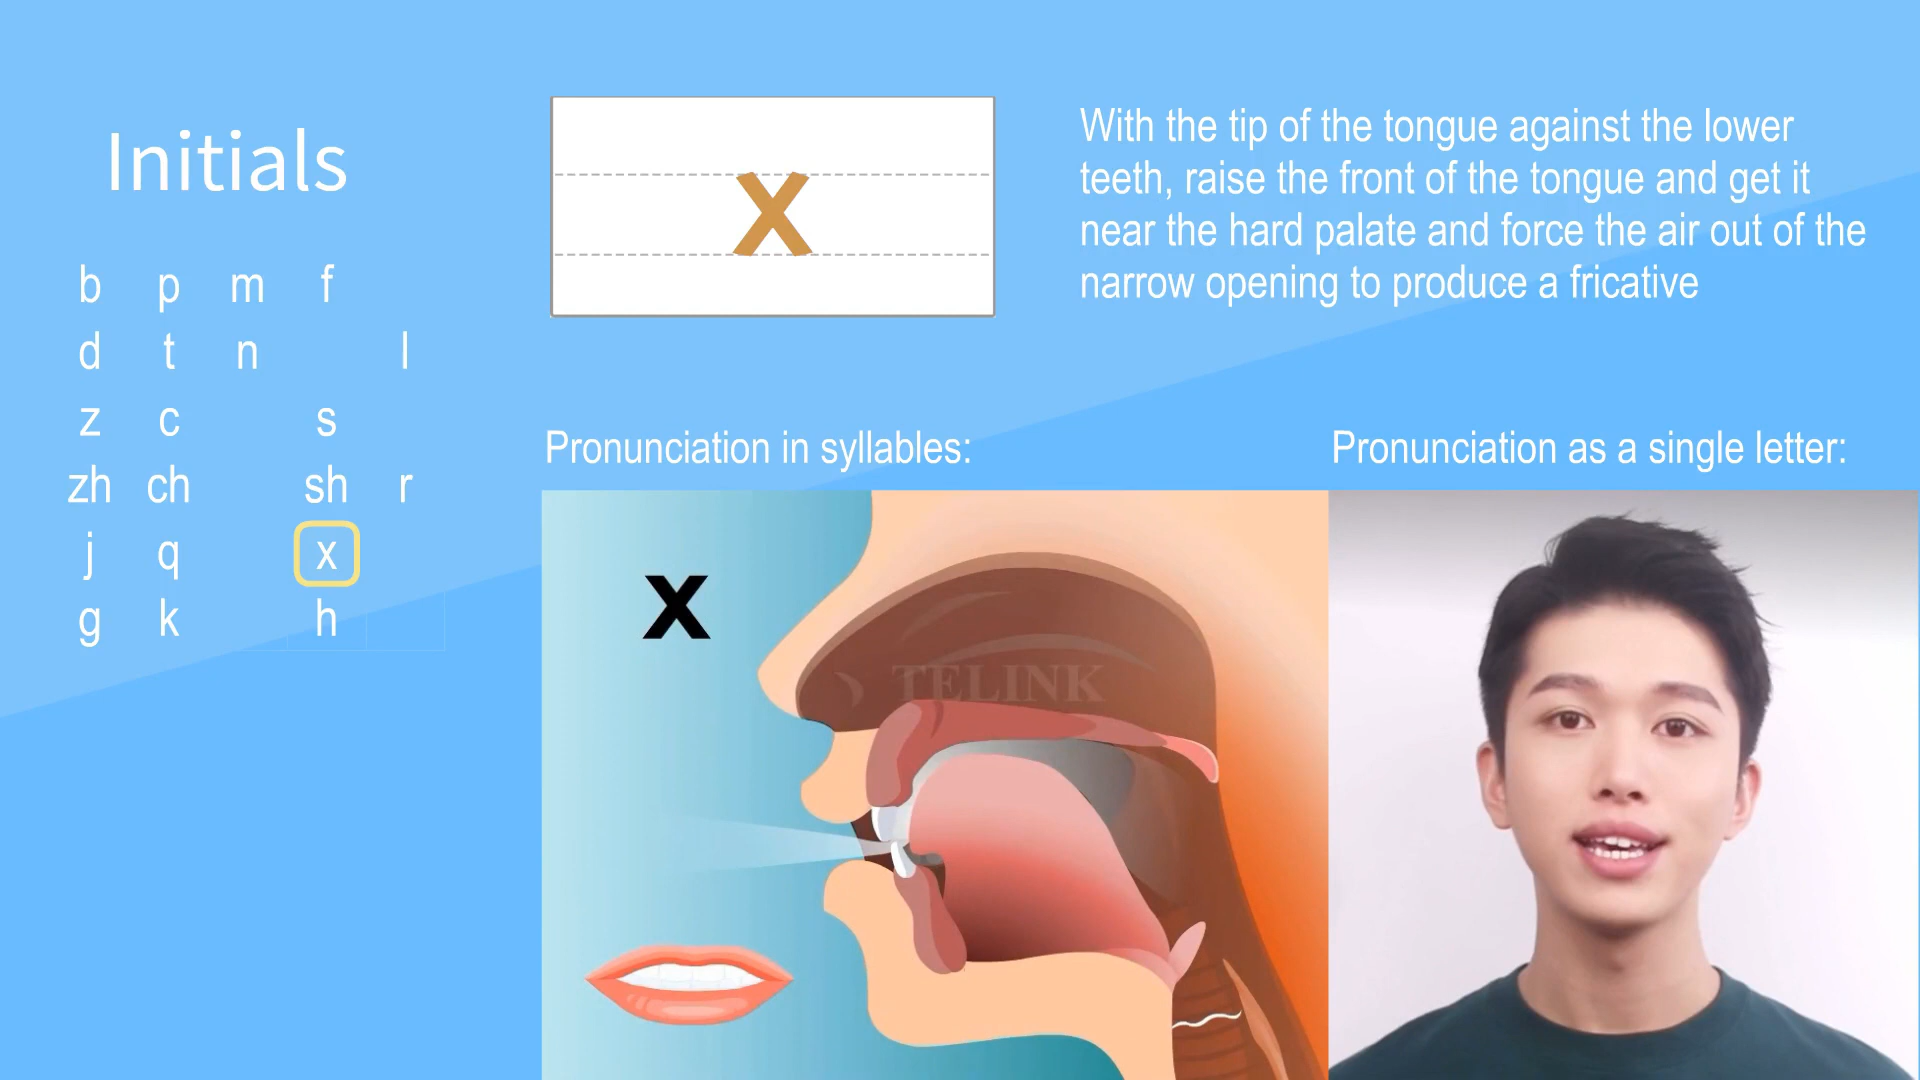 Initials
b p m f
d t n l
z c s
zh ch sh r
j q x
g k h
x
With the tip of the tongue against the lower
teeth, raise the front of the tongue and get it
near the hard palate and force the air out of the
narrow opening to produce a fricative
Pronunciation in syllables:
x
TELINK
Pronunciation as a single letter: